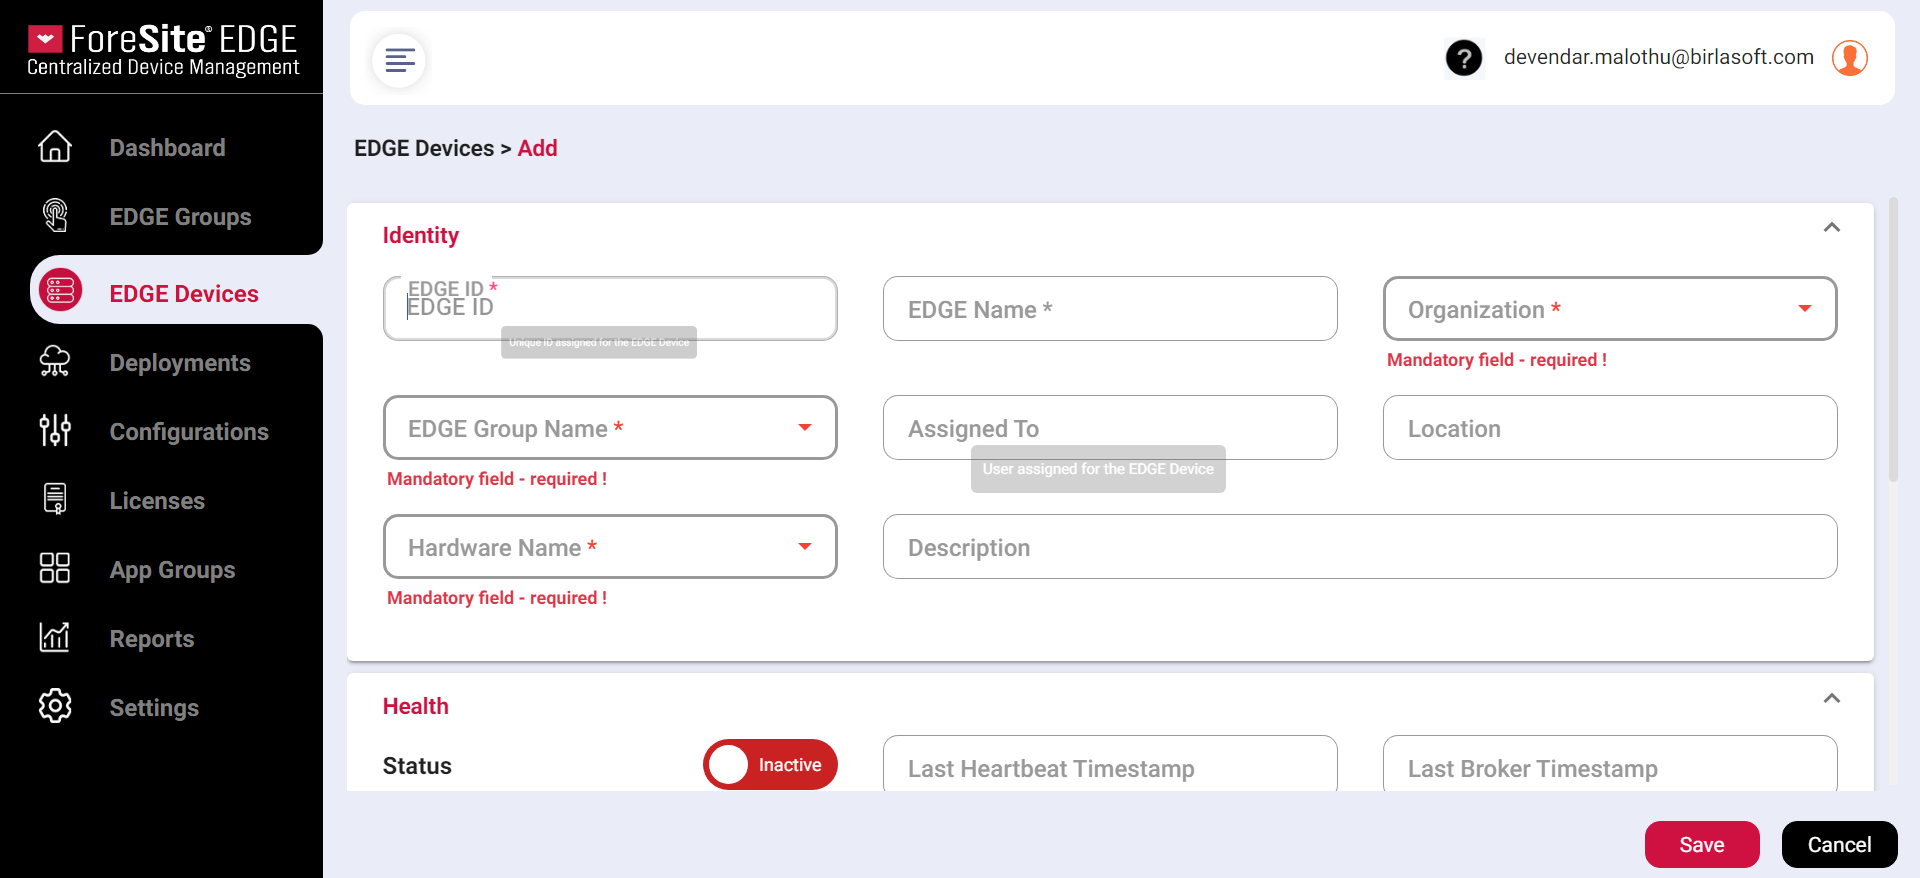 ForeSite® EDGE
Centralized Device Management
?
devendar.malothu@birlasoft.com
Dashboard
EDGE Groups
EDGE Devices
Deployments
Configurations
Licenses
App Groups
Reports
Settings
EDGE Devices > Add
Identity
EDGE ID *
EDGE ID
Unique ID assigned for the EDGE Device
EDGE Name *
Organization *
Mandatory field - required !
EDGE Group Name *
Mandatory field - required !
Assigned To
User assigned for the EDGE Device
Location
Hardware Name *
Mandatory field - required !
Description
Health
Status
Inactive
Last Heartbeat Timestamp
Last Broker Timestamp
Save
Cancel